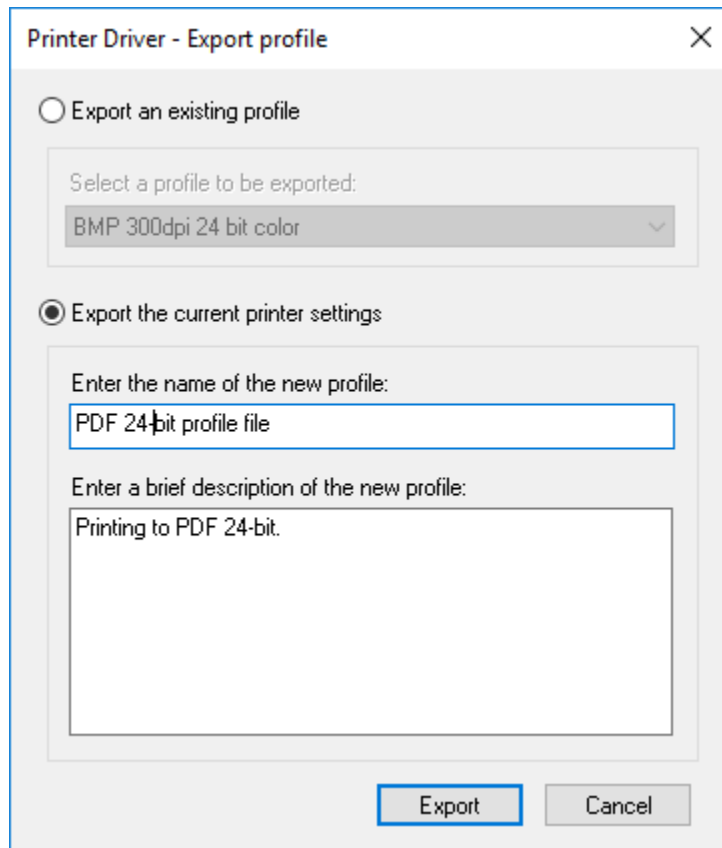 Printer Driver - Export profile
Export an existing profile
Select a profile to be exported:
BMP 300dpi 24 bit color
Export the current printer settings
Enter the name of the new profile:
PDF 24-bit profile file
Enter a brief description of the new profile:
Printing to PDF 24-bit.
Export
Cancel